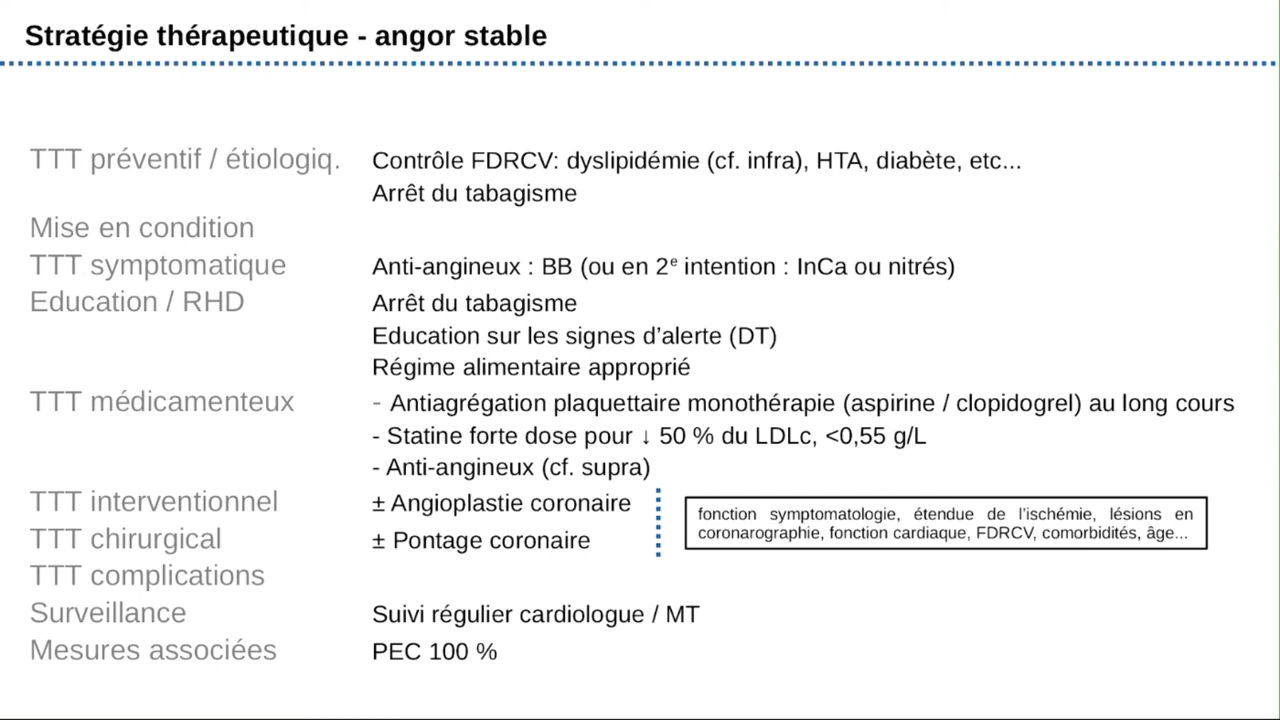 Stratégie thérapeutique - angor stable
TTT préventif / étiologiq. Contrôle FDRCV: dyslipidémie (cf. infra), HTA, diabète, etc...
Arrêt du tabagisme
Mise en condition
TTT symptomatique Anti-angineux : BB (ou en 2e intention : InCa ou nitrés)
Education / RHD Arrêt du tabagisme
Education sur les signes d’alerte (DT)
Régime alimentaire approprié
TTT médicamenteux - Antiagrégation plaquettaire monothérapie (aspirine / clopidogrel) au long cours
- Statine forte dose pour ↓ 50 % du LDLc, <0,55 g/L
- Anti-angineux (cf. supra)
TTT interventionnel ± Angioplastie coronaire
TTT chirurgical ± Pontage coronaire
fonction symptomatologie, étendue de l’ischémie, lésions en
coronarographie, fonction cardiaque, FDRCV, comorbidités, âge...
TTT complications
Surveillance Suivi régulier cardiologue / MT
Mesures associées PEC 100 %